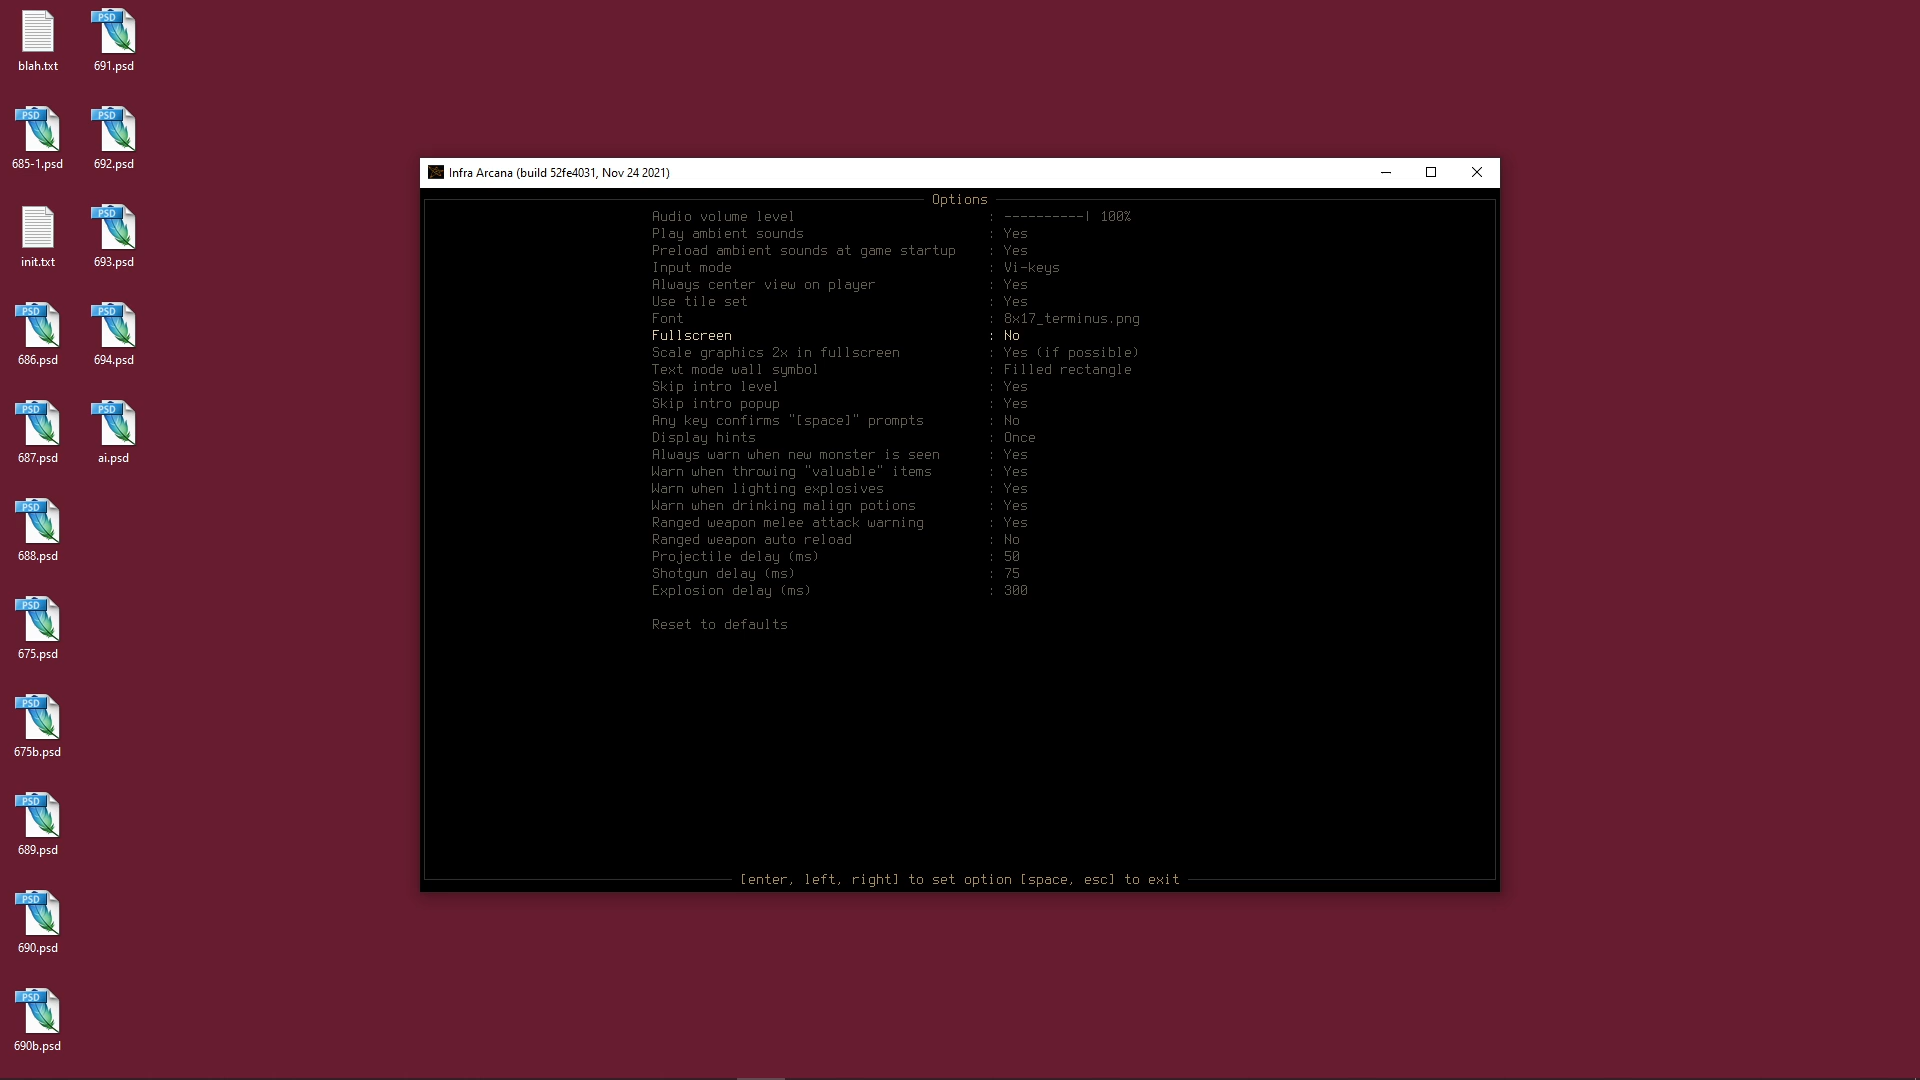 blah.txt
691.psd
685-1.psd
692.psd
init.txt
693.psd
686.psd
694.psd
687.psd
ai.psd
688.psd
675.psd
675b.psd
689.psd
690.psd
690b.psd
Infra Arcana (build 52fe4031, Nov 24 2021)
Options
Audio volume level : ----------| 100%
Play ambient sounds : Yes
Preload ambient sounds at game startup : Yes
Input mode : Vi-keys
Always center view on player : Yes
Use tile set : Yes
Font : 8x17_terminus.png
Fullscreen : No
Scale graphics 2x in fullscreen : Yes (if possible)
Text mode wall symbol : Filled rectangle
Skip intro level : Yes
Skip intro popup : Yes
Any key confirms "[space]" prompts : No
Display hints : Once
Always warn when new monster is seen : Yes
Warn when throwing "valuable" items : Yes
Warn when lighting explosives : Yes
Warn when drinking malign potions : Yes
Ranged weapon melee attack warning : Yes
Ranged weapon auto reload : No
Projectile delay (ms) : 50
Shotgun delay (ms) : 75
Explosion delay (ms) : 300
Reset to defaults
[enter, left, right] to set option [space, esc] to exit